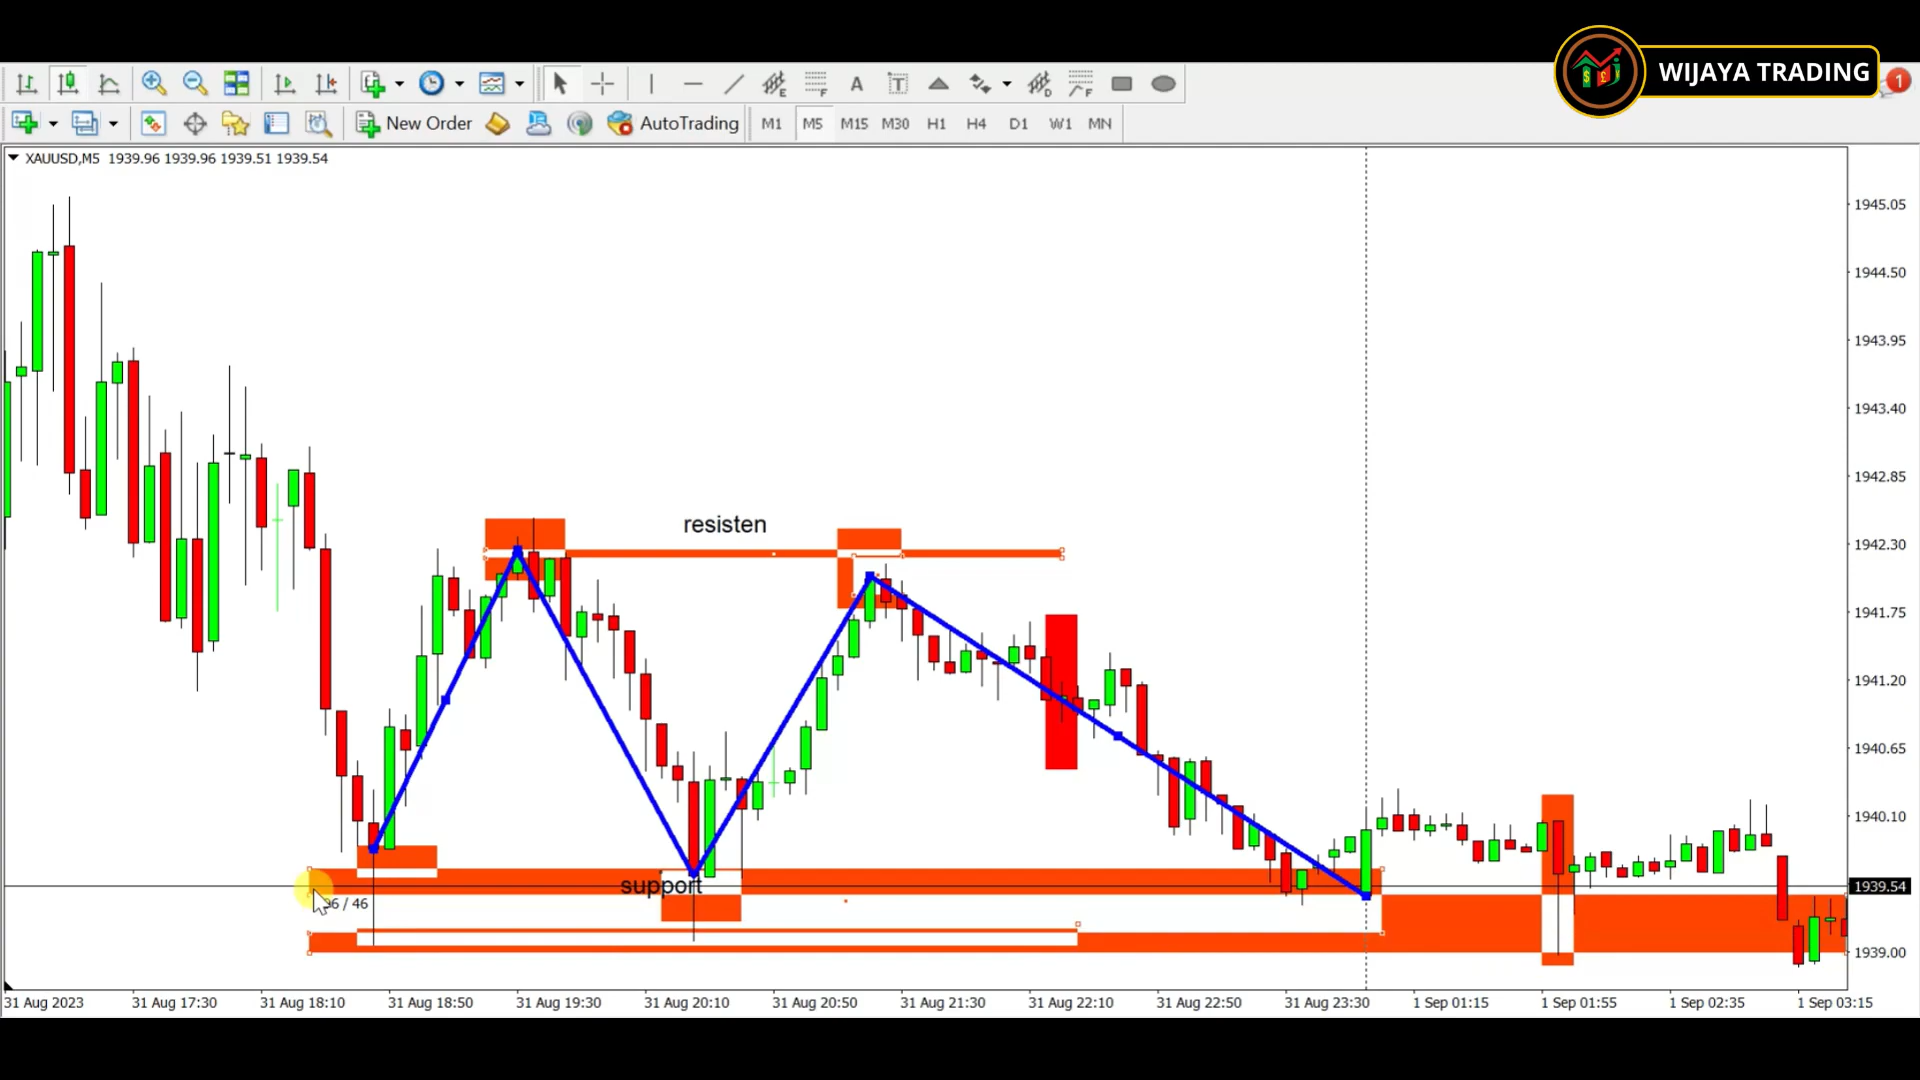 WIJAYA TRADING
1
New Order
AutoTrading
M1 M5 M15 M30 H1 H4 D1 W1 MN
XAUUSD,M5 1939.96 1939.96 1939.51 1939.54
1945.05
1944.50
1943.95
1943.40
1942.85
resisten
1942.30
1941.75
1941.20
1940.65
1940.10
support
1939.54
/ 46
1939.00
31 Aug 2023 31 Aug 17:30 31 Aug 18:10 31 Aug 18:50 31 Aug 19:30 31 Aug 20:10 31 Aug 20:50 31 Aug 21:30 31 Aug 22:10 31 Aug 22:50 31 Aug 23:30 1 Sep 01:15 1 Sep 01:55 1 Sep 02:35 1 Sep 03:15